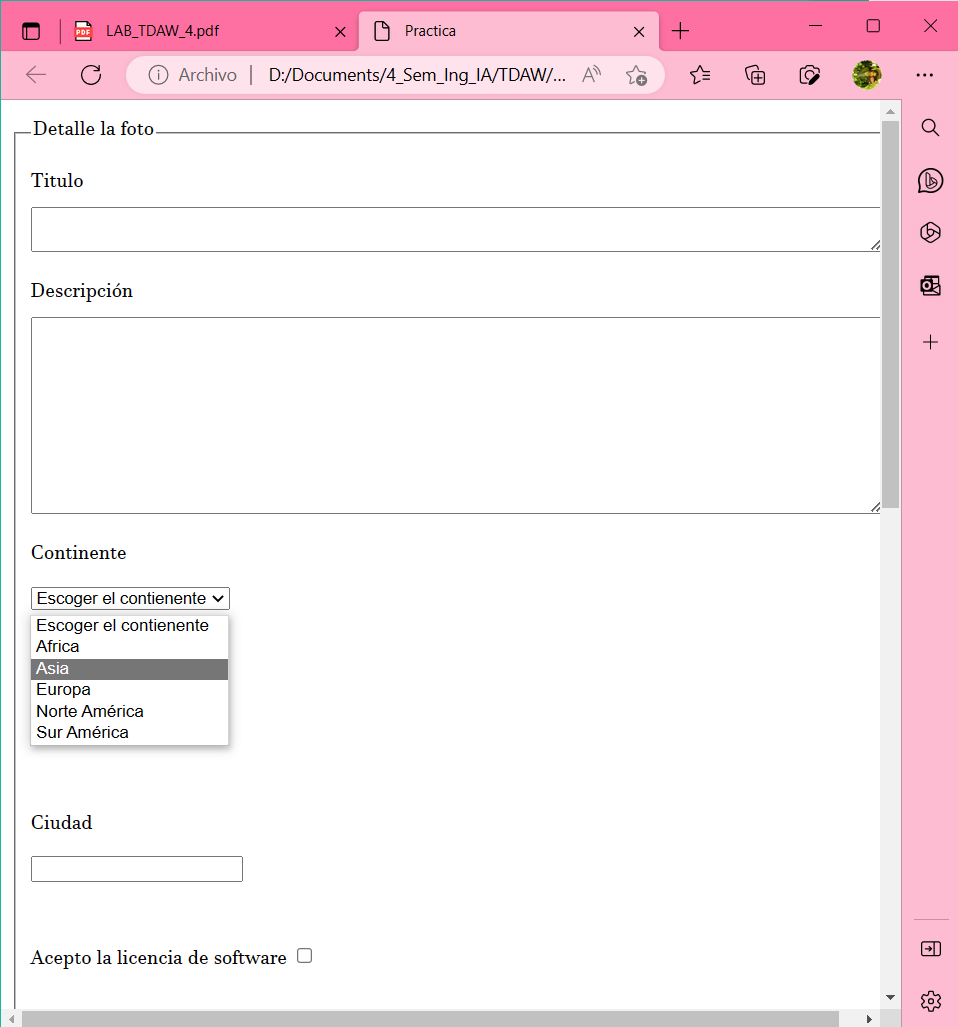 LAB_TDAW_4.pdf
Practica
Archivo
D:/Documents/4_Sem_Ing_IA/TDAW/...
Detalle la foto
Titulo
Descripción
Continente
Escoger el contienente
Escoger el contienente
Africa
Asia
Europa
Norte América
Sur América
Ciudad
Acepto la licencia de software